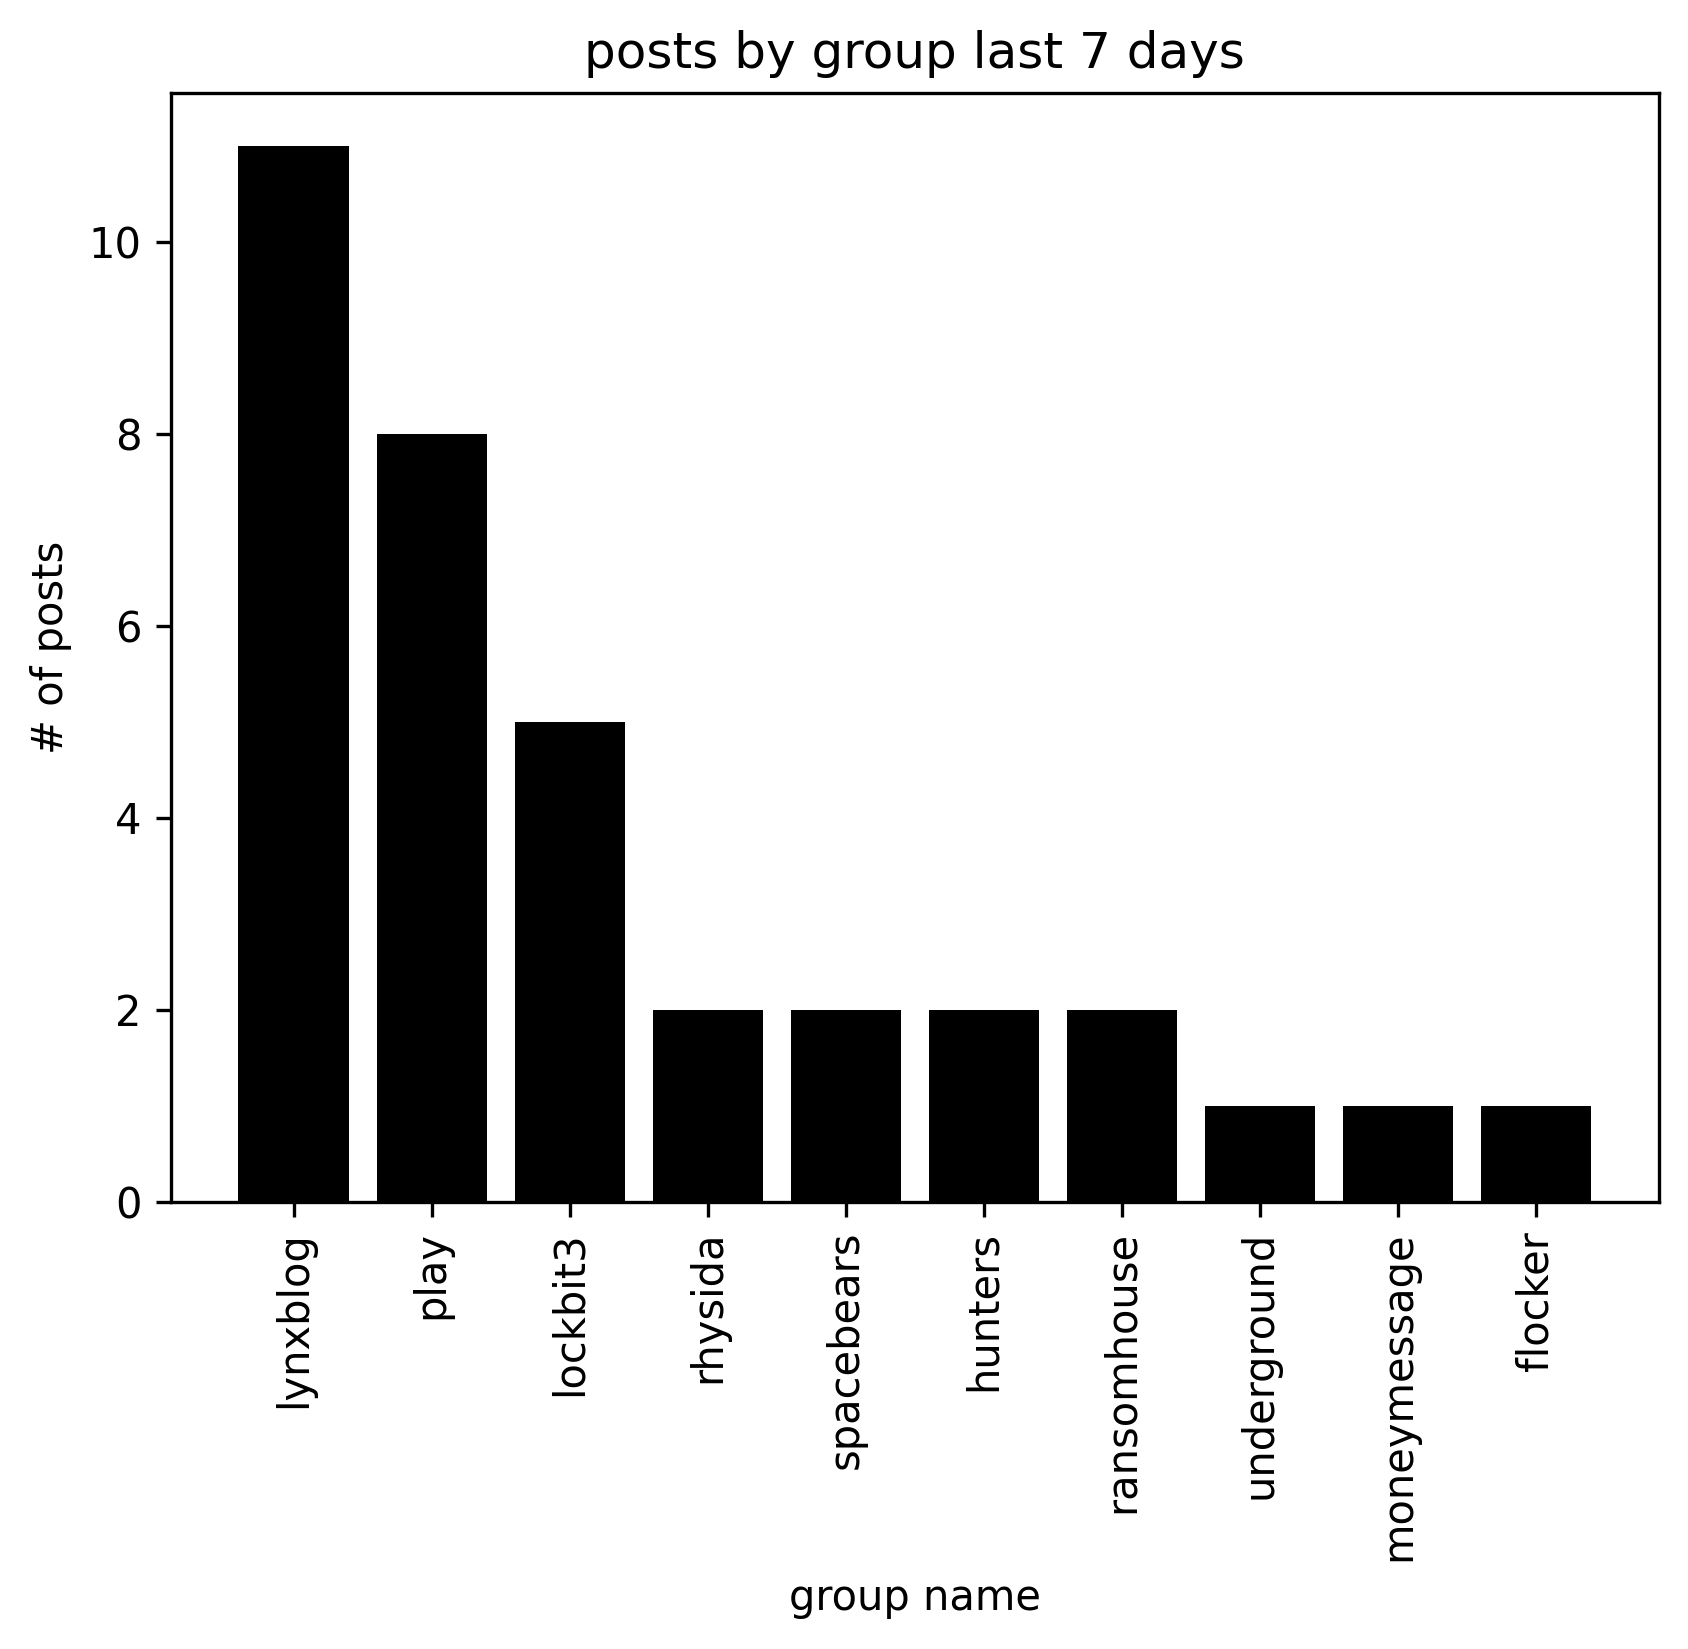 posts by group last 7 days
10
8
6
4
2
0
# of posts
lynxblog
play
lockbit3
rhysida
spacebears
hunters
ransomhouse
underground
moneymessage
flocker
group name